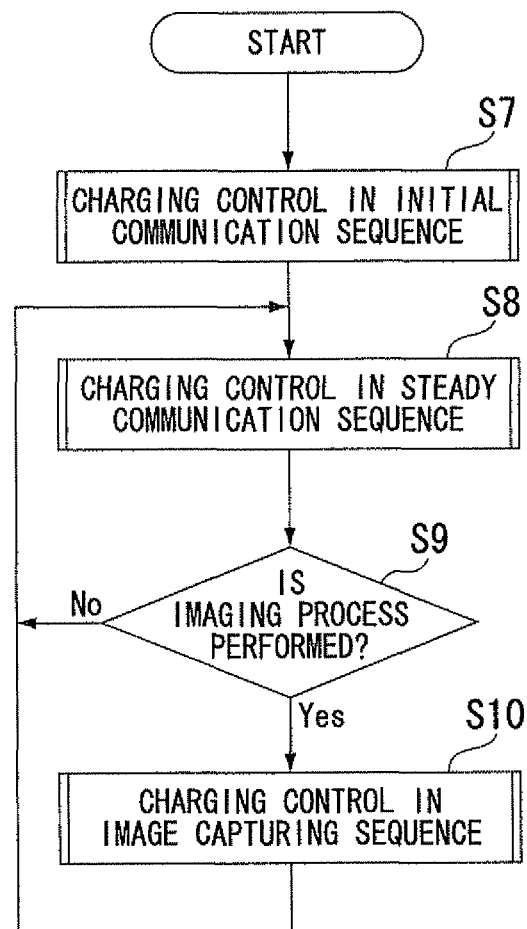 START
S7
CHARGING CONTROL IN INITIAL
COMMUNICATION SEQUENCE
S8
CHARGING CONTROL IN STEADY
COMMUNICATION SEQUENCE
S9
IS
IMAGING PROCESS
PERFORMED?
No
Yes
S10
CHARGING CONTROL IN
IMAGE CAPTURING SEQUENCE